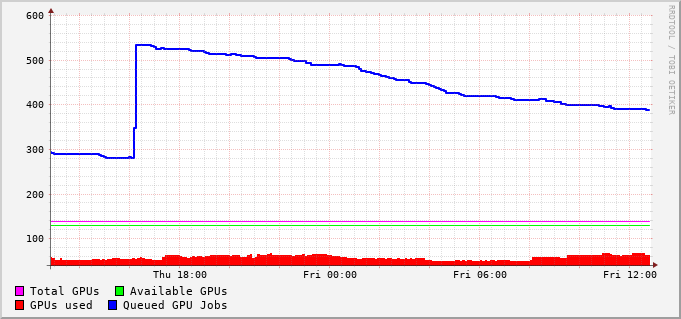 600
500
400
300
200
100
Thu 18:00 Fri 00:00 Fri 06:00 Fri 12:00
Total GPUs Available GPUs
GPUs used Queued GPU Jobs
RRDTOOL / TOBI OETIKER